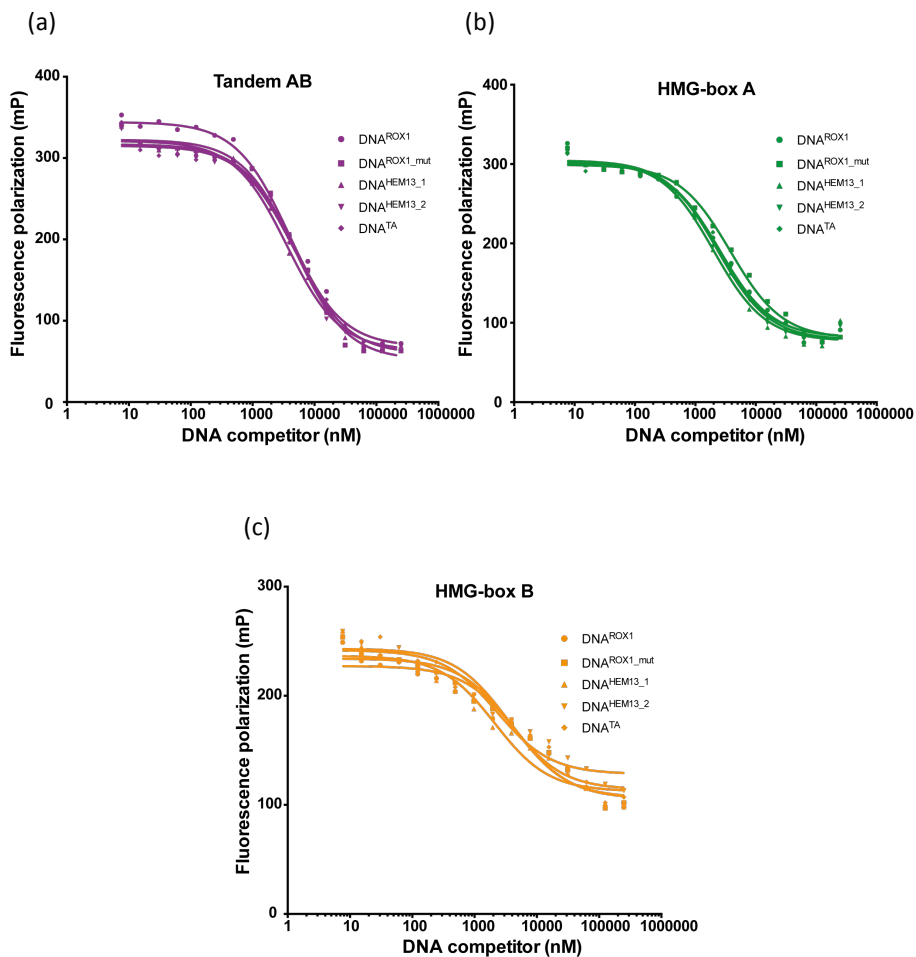 (a)
Tandem AB
Fluorescence polarization (mP)
400
300
200
100
0
1 10 100 1000 10000 100000 1000000
DNA competitor (nM)
DNA^ROX1
DNA^ROX1_mut
DNA^HEM13_1
DNA^HEM13_2
DNA^TA
(b)
HMG-box A
Fluorescence polarization (mP)
400
300
200
100
0
1 10 100 1000 10000 100000 1000000
DNA competitor (nM)
DNA^ROX1
DNA^ROX1_mut
DNA^HEM13_1
DNA^HEM13_2
DNA^TA
(c)
HMG-box B
Fluorescence polarization (mP)
300
200
100
0
1 10 100 1000 10000 100000 1000000
DNA competitor (nM)
DNA^ROX1
DNA^ROX1_mut
DNA^HEM13_1
DNA^HEM13_2
DNA^TA